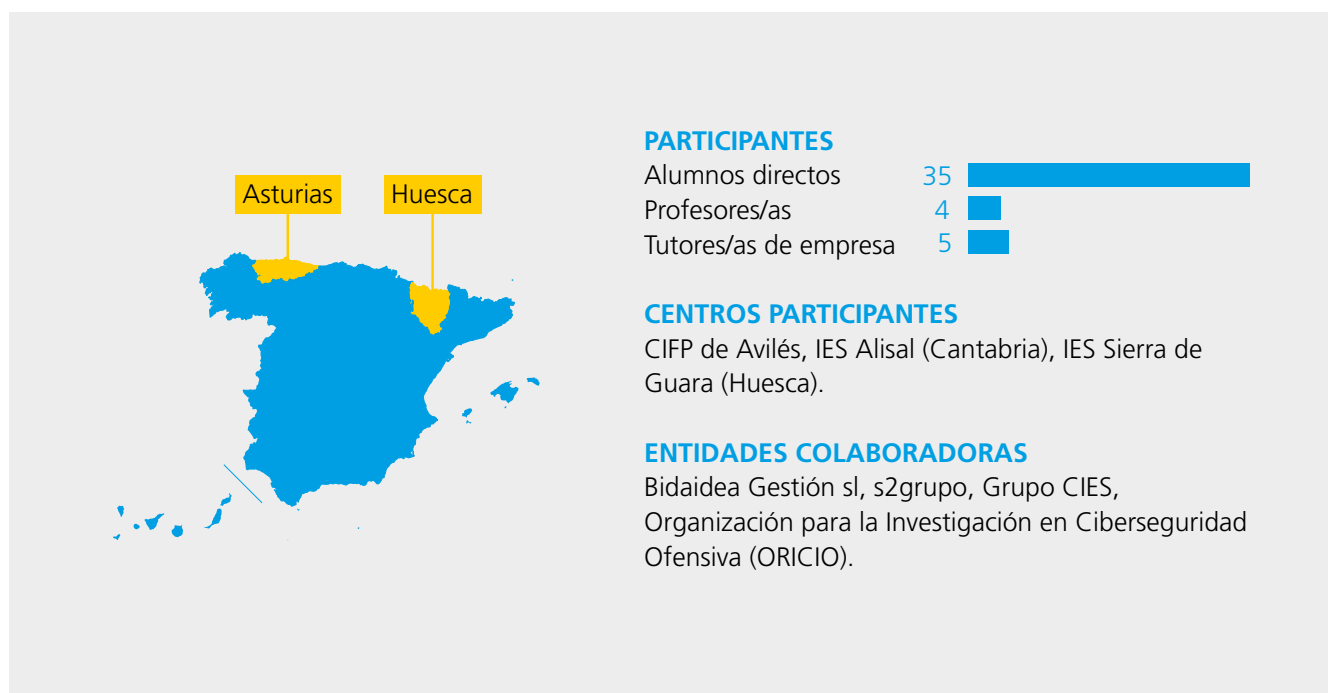 Asturias
Huesca
PARTICIPANTES
Alumnos directos 35
Profesores/as 4
Tutores/as de empresa 5
CENTROS PARTICIPANTES
CIFP de Avilés, IES Alisal (Cantabria), IES Sierra de
Guara (Huesca).
ENTIDADES COLABORADORAS
Bidaidea Gestión sl, s2grupo, Grupo CIES,
Organización para la Investigación en Ciberseguridad
Ofensiva (ORICIO).